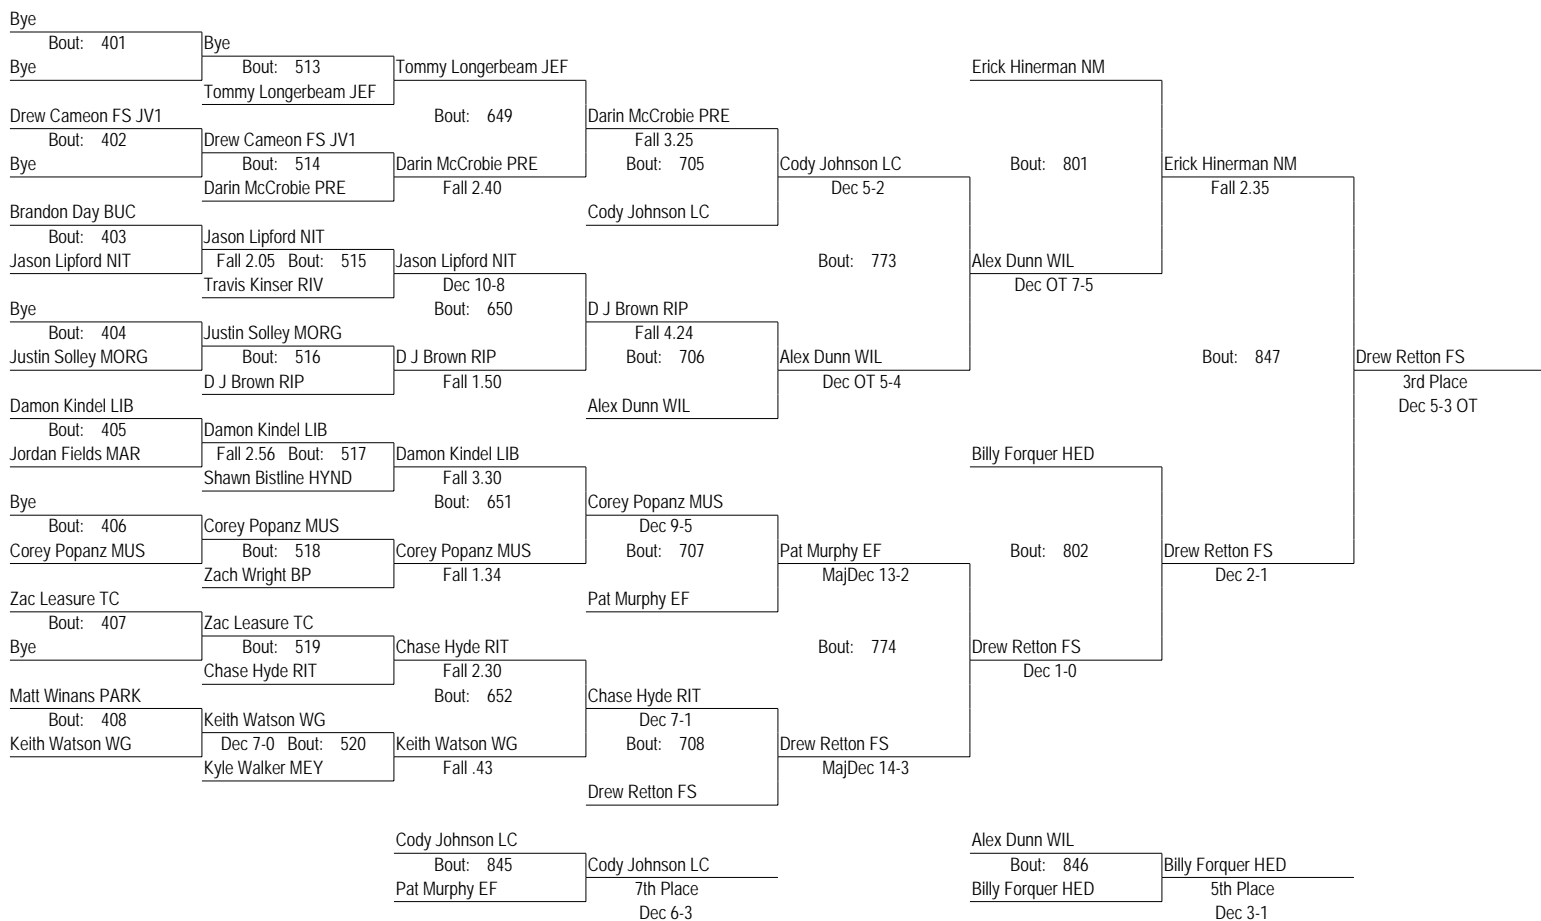 Bye
Bout: 401 Bye
Bye Bout: 513 Tommy Longerbeam JEF Erick Hinerman NM
Tommy Longerbeam JEF
Drew Cameon FS JV1 Bout: 649 Darin McCrobie PRE
Bout: 402 Drew Cameon FS JV1 Fall 3.25
Bye Bout: 514 Darin McCrobie PRE Bout: 705 Cody Johnson LC Bout: 801 Erick Hinerman NM
Darin McCrobie PRE Fall 2.40 Dec 5-2 Fall 2.35
Brandon Day BUC Cody Johnson LC
Bout: 403 Jason Lipford NIT
Jason Lipford NIT Fall 2.05 Bout: 515 Jason Lipford NIT Bout: 773 Alex Dunn WIL
Travis Kinser RIV Dec 10-8 Dec OT 7-5
Bye Bout: 650 D J Brown RIP
Bout: 404 Justin Solley MORG Fall 4.24
Justin Solley MORG Bout: 516 D J Brown RIP Bout: 706 Alex Dunn WIL Bout: 847 Drew Retton FS
D J Brown RIP Fall 1.50 Dec OT 5-4 3rd Place
Damon Kindel LIB Alex Dunn WIL Dec 5-3 OT
Bout: 405 Damon Kindel LIB
Jordan Fields MAR Fall 2.56 Bout: 517 Damon Kindel LIB Billy Forquer HED
Shawn Bistline HYND Fall 3.30
Bye Bout: 651 Corey Popanz MUS
Bout: 406 Corey Popanz MUS Dec 9-5
Corey Popanz MUS Bout: 518 Corey Popanz MUS Bout: 707 Pat Murphy EF Bout: 802 Drew Retton FS
Zach Wright BP Fall 1.34 MajDec 13-2 Dec 2-1
Zac Leasure TC Pat Murphy EF
Bout: 407 Zac Leasure TC
Bye Bout: 519 Chase Hyde RIT Bout: 774 Drew Retton FS
Chase Hyde RIT Fall 2.30 Dec 1-0
Matt Winans PARK Bout: 652 Chase Hyde RIT
Bout: 408 Keith Watson WG Dec 7-1
Keith Watson WG Dec 7-0 Bout: 520 Keith Watson WG Bout: 708 Drew Retton FS
Kyle Walker MEY Fall .43 MajDec 14-3
Drew Retton FS
Cody Johnson LC Alex Dunn WIL
Bout: 845 Cody Johnson LC Bout: 846 Billy Forquer HED
Pat Murphy EF 7th Place Billy Forquer HED 5th Place
Dec 6-3 Dec 3-1